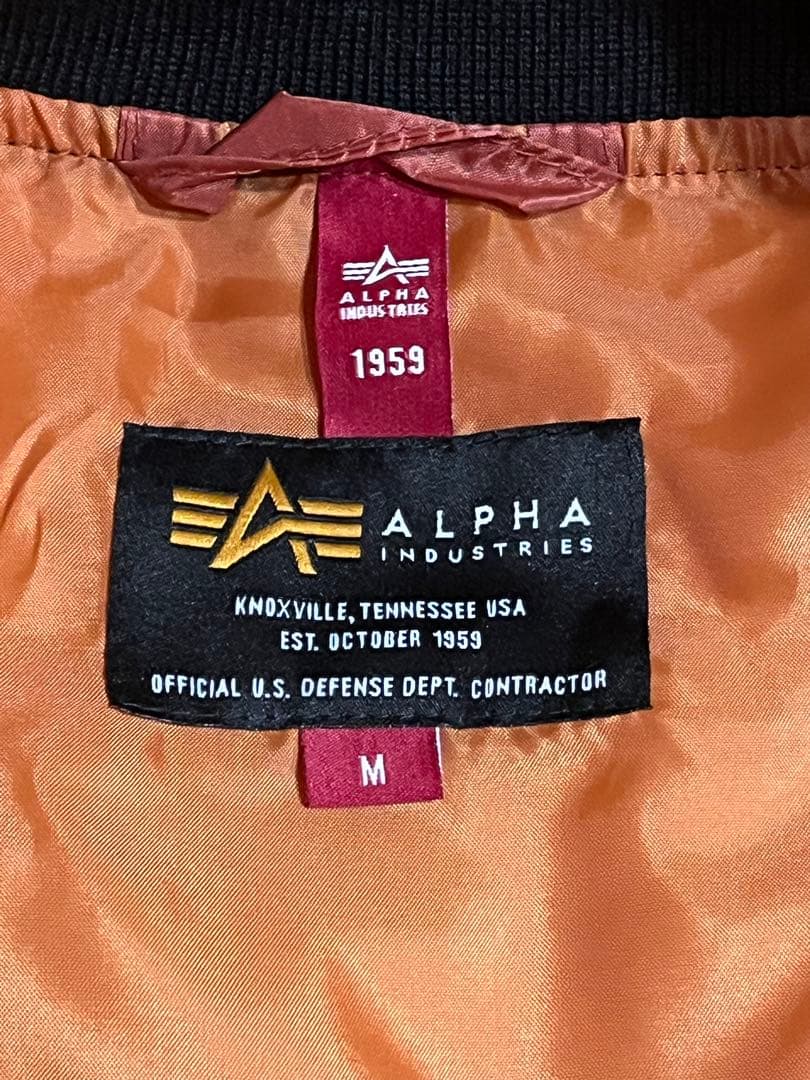 ALPHA
INDUSTRIES
1959
ALPHA
INDUSTRIES
KNOXVILLE, TENNESSEE USA
EST. OCTOBER 1959
OFFICIAL U.S. DEFENSE DEPT. CONTRACTOR
M